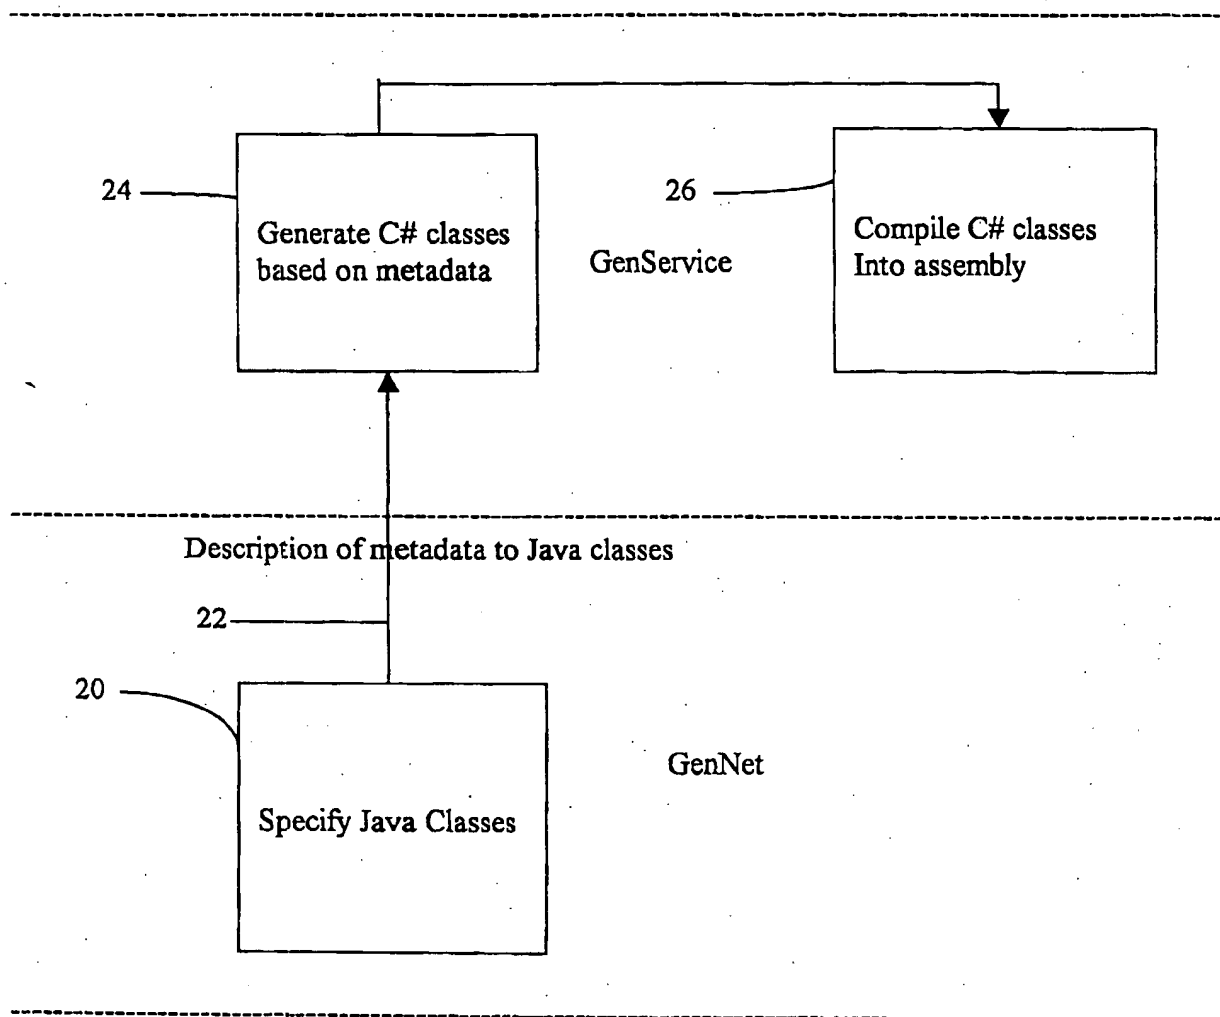 24
Generate C# classes
based on metadata
GenService
26
Compile C# classes
Into assembly
Description of metadata to Java classes
22
20
GenNet
Specify Java Classes